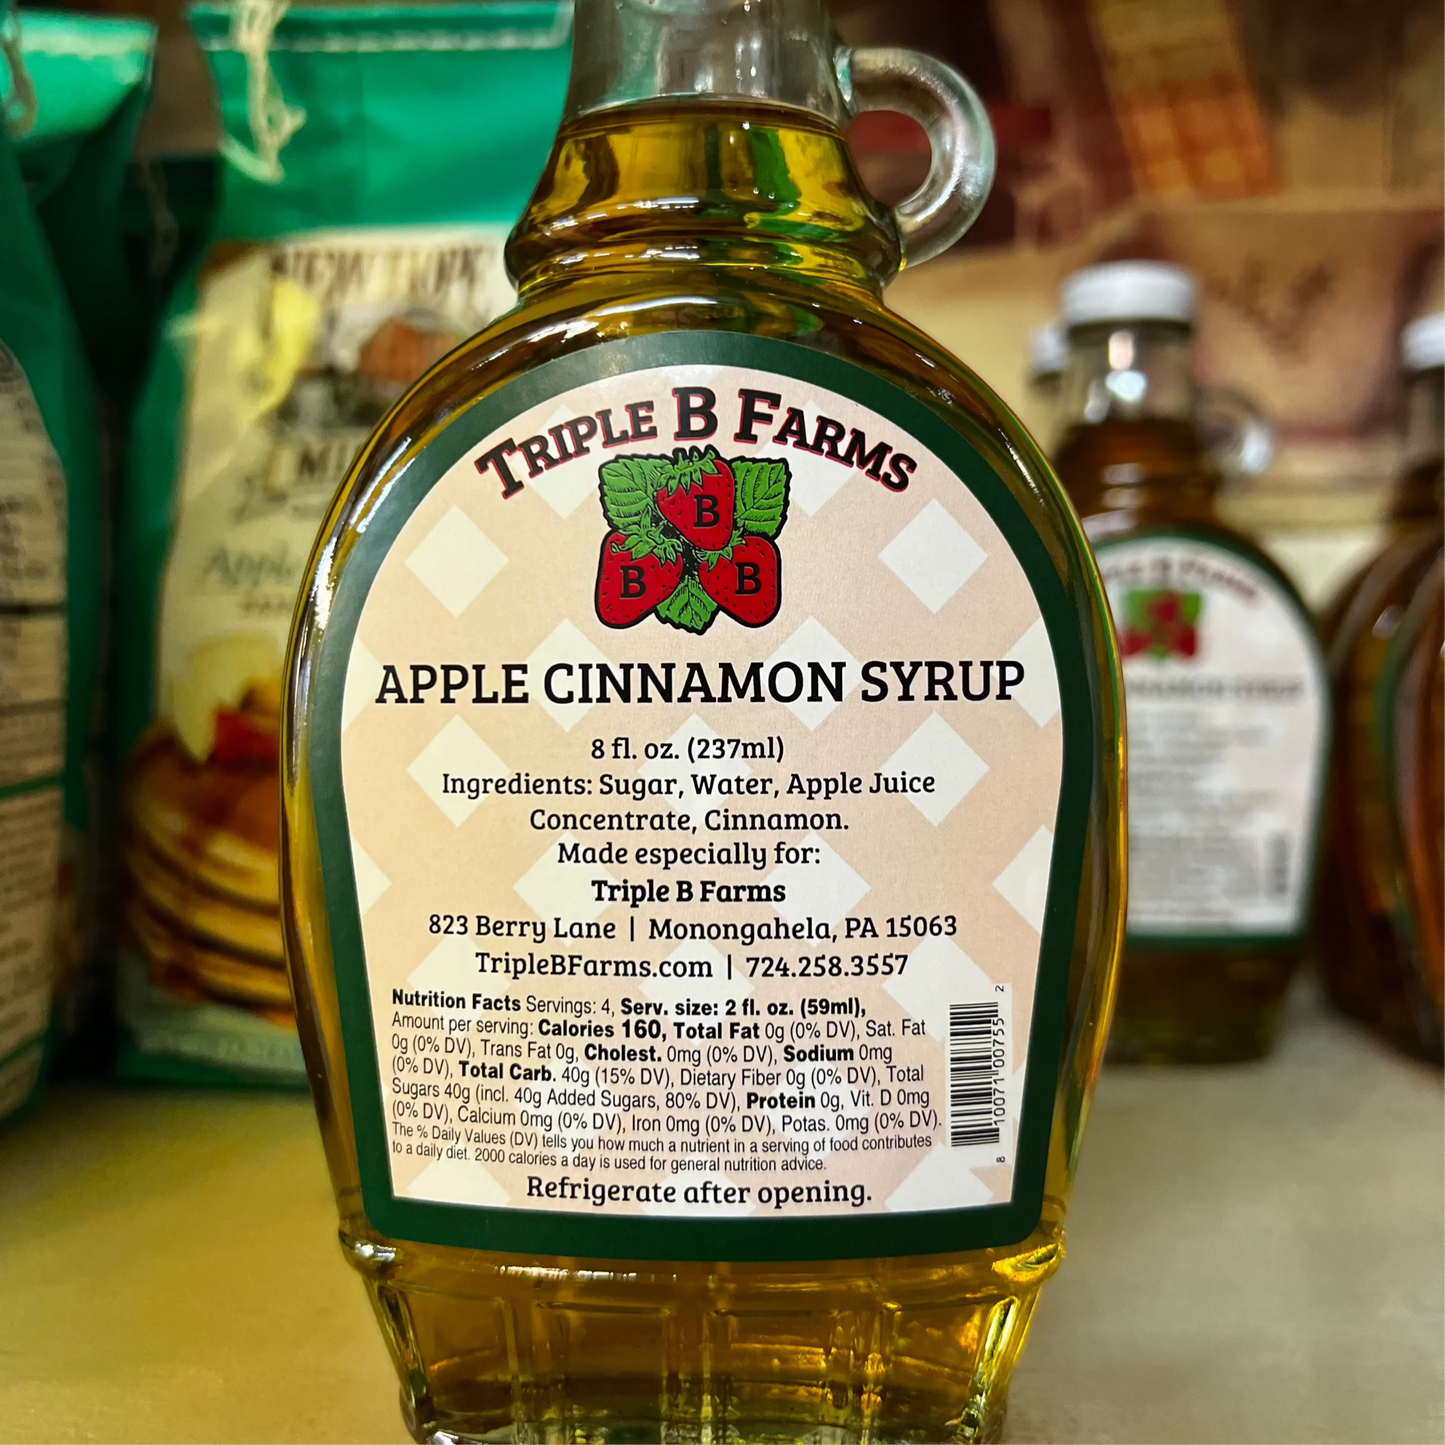 TRIPLE B FARMS
B
B B
APPLE CINNAMON SYRUP
8 fl. oz. (237ml)
Ingredients: Sugar, Water, Apple Juice
Concentrate, Cinnamon.
Made especially for:
Triple B Farms
823 Berry Lane | Monongahela, PA 15063
TripleBFarms.com | 724.258.3557
Nutrition Facts Servings: 4, Serv. size: 2 fl. oz. (59ml),
Amount per serving: Calories 160, Total Fat 0g (0% DV), Sat. Fat
0g (0% DV), Trans Fat 0g, Cholest. 0mg (0% DV), Sodium 0mg
(0% DV), Total Carb. 40g (15% DV), Dietary Fiber 0g (0% DV), Total
Sugars 40g (incl. 40g Added Sugars, 80% DV), Protein 0g, Vit. D 0mg
(0% DV), Calcium 0mg (0% DV), Iron 0mg (0% DV), Potas. 0mg (0% DV).
The % Daily Values (DV) tells you how much a nutrient in a serving of food contributes
to a daily diet. 2000 calories a day is used for general nutrition advice.
Refrigerate after opening.
8 10071 00755 2
NEW HOPE
Apple